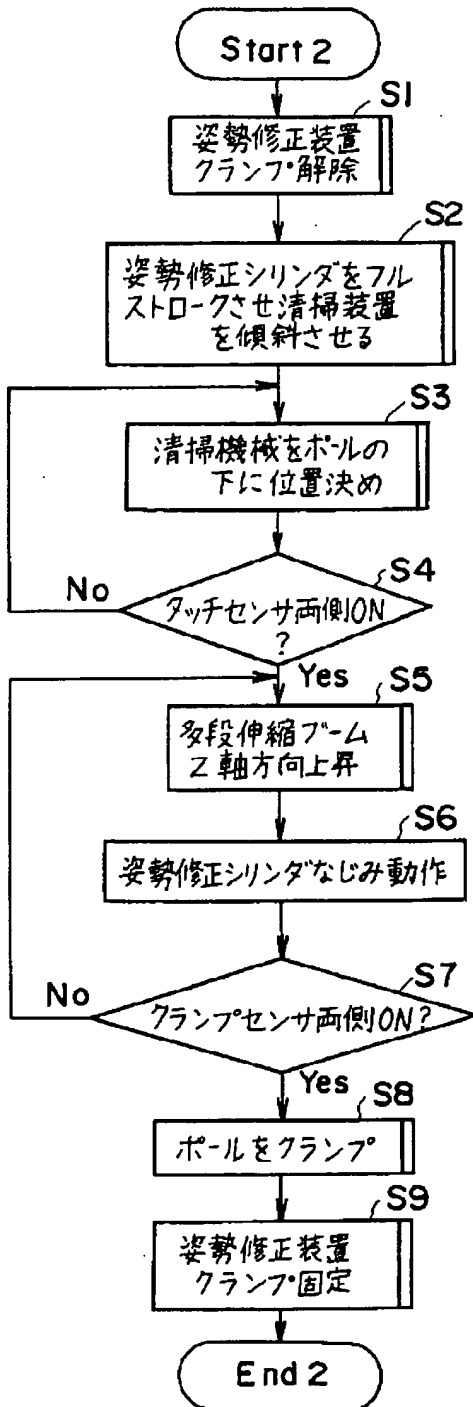 Start 2
S1
姿勢修正装置
クランプ解除
S2
姿勢修正シリンダをフル
ストロークさせ清掃装置
を傾斜させる
S3
清掃機械をポールの
下に位置決め
S4
No
タッチセンサ両側ON
?
Yes
S5
多段伸縮ブーム
Z軸方向上昇
S6
姿勢修正シリンダなじみ動作
S7
No
クランプセンサ両側ON?
Yes
S8
ポールをクランプ
S9
姿勢修正装置
クランプ固定
End 2